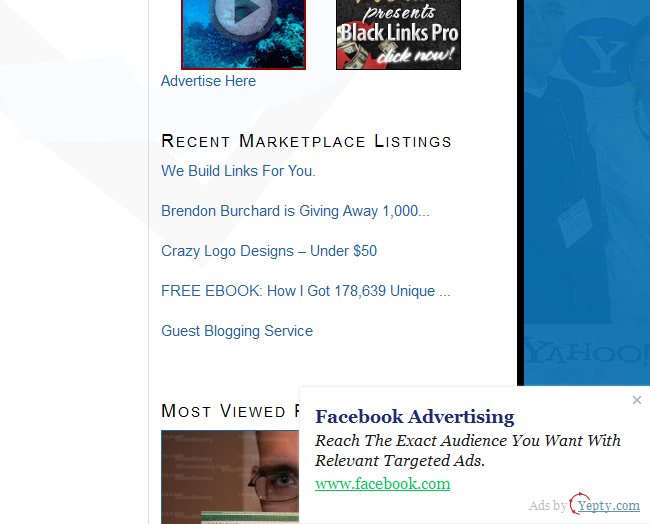 presents
Black Links Pro
click now!
Advertise Here
Recent Marketplace Listings
We Build Links For You.
Brendon Burchard is Giving Away 1,000...
Crazy Logo Designs – Under $50
FREE EBOOK: How I Got 178,639 Unique ...
Guest Blogging Service
YAHOO!
Most Viewed
Facebook Advertising
Reach The Exact Audience You Want With
Relevant Targeted Ads.
www.facebook.com
Ads by Yepty.com